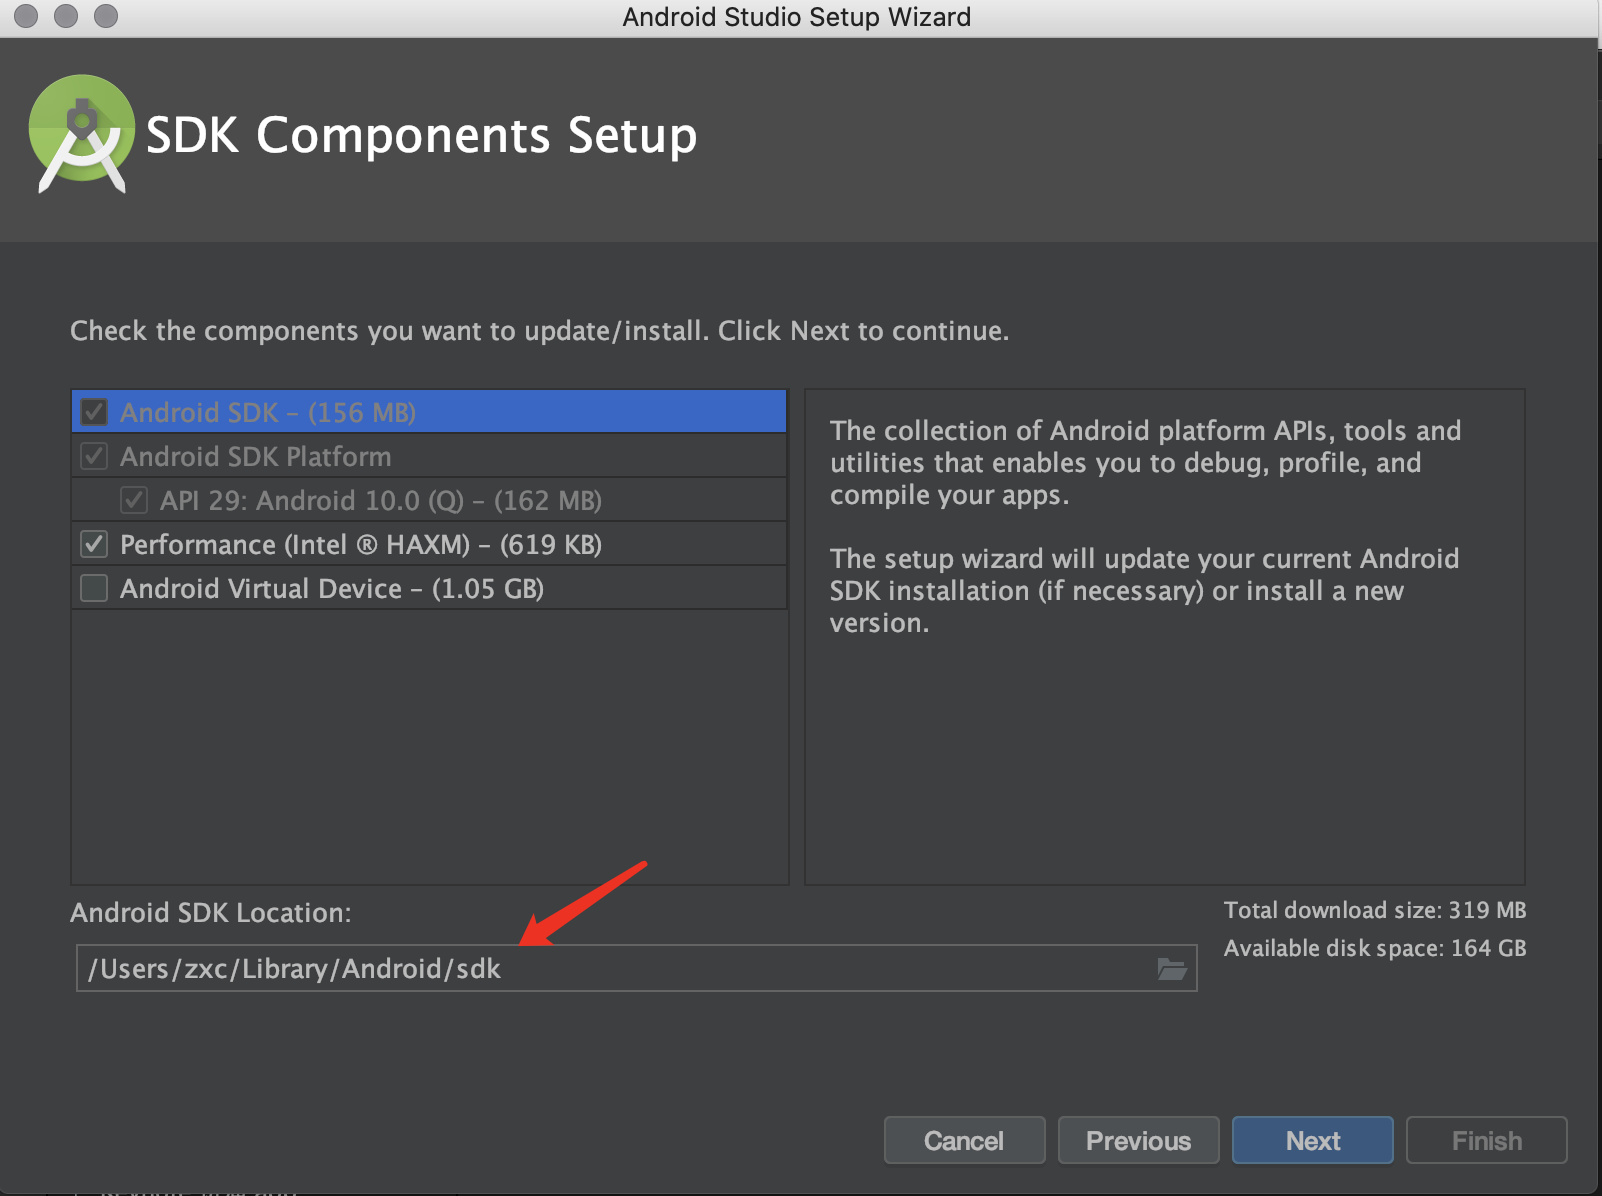 Android Studio Setup Wizard
SDK Components Setup
Check the components you want to update/install. Click Next to continue.
Android SDK – (156 MB)
Android SDK Platform
API 29: Android 10.0 (Q) – (162 MB)
Performance (Intel ® HAXM) – (619 KB)
Android Virtual Device – (1.05 GB)
The collection of Android platform APIs, tools and
utilities that enables you to debug, profile, and
compile your apps.
The setup wizard will update your current Android
SDK installation (if necessary) or install a new
version.
Android SDK Location:
/Users/zxc/Library/Android/sdk
Total download size: 319 MB
Available disk space: 164 GB
Cancel
Previous
Next
Finish